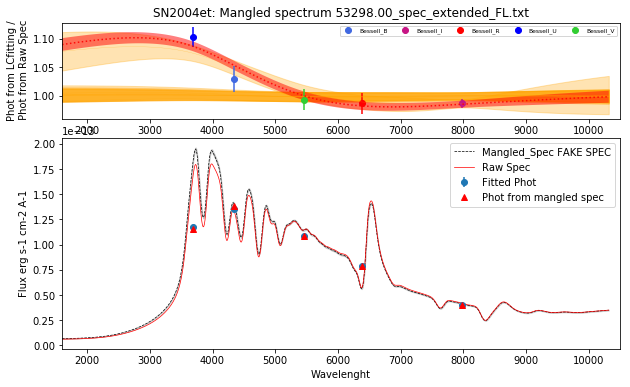 SN2004et: Mangled spectrum 53298.00_spec_extended_FL.txt
Phot from LCfitting /
Phot from Raw Spec
1.10
1.05
1.00
Bessell_B
Bessell_I
Bessell_R
Bessell_U
Bessell_V
2000 3000 4000 5000 6000 7000 8000 9000 10000
1e−13
Flux erg s-1 cm-2 A-1
2.00
1.75
1.50
1.25
1.00
0.75
0.50
0.25
0.00
Mangled_Spec FAKE SPEC
Raw Spec
Fitted Phot
Phot from mangled spec
2000 3000 4000 5000 6000 7000 8000 9000 10000
Wavelenght